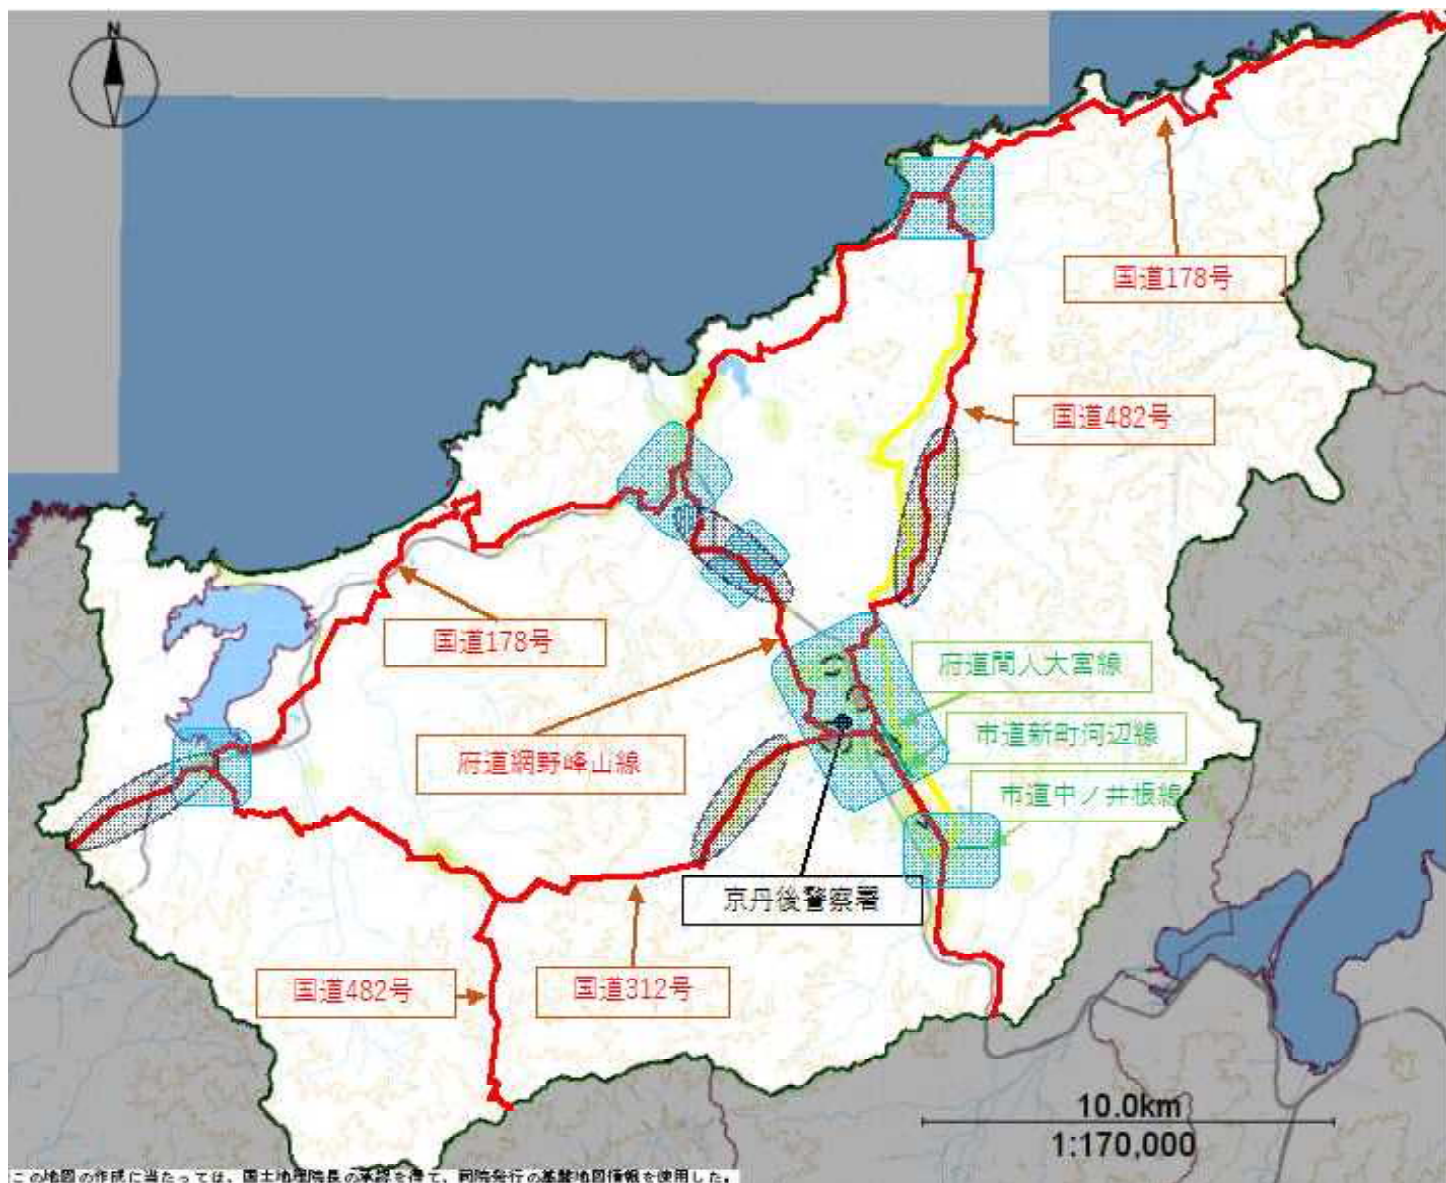 N
国道178号
国道482号
国道178号
府道間人大宮線
市道新町河辺線
府道網野峰山線
市道中ノ井根線
京丹後警察署
国道482号
国道312号
10.0km
1:170,000
この地図の作成に当たっては、国土地理院長の承認を得て、同院発行の基盤地図情報を使用した。